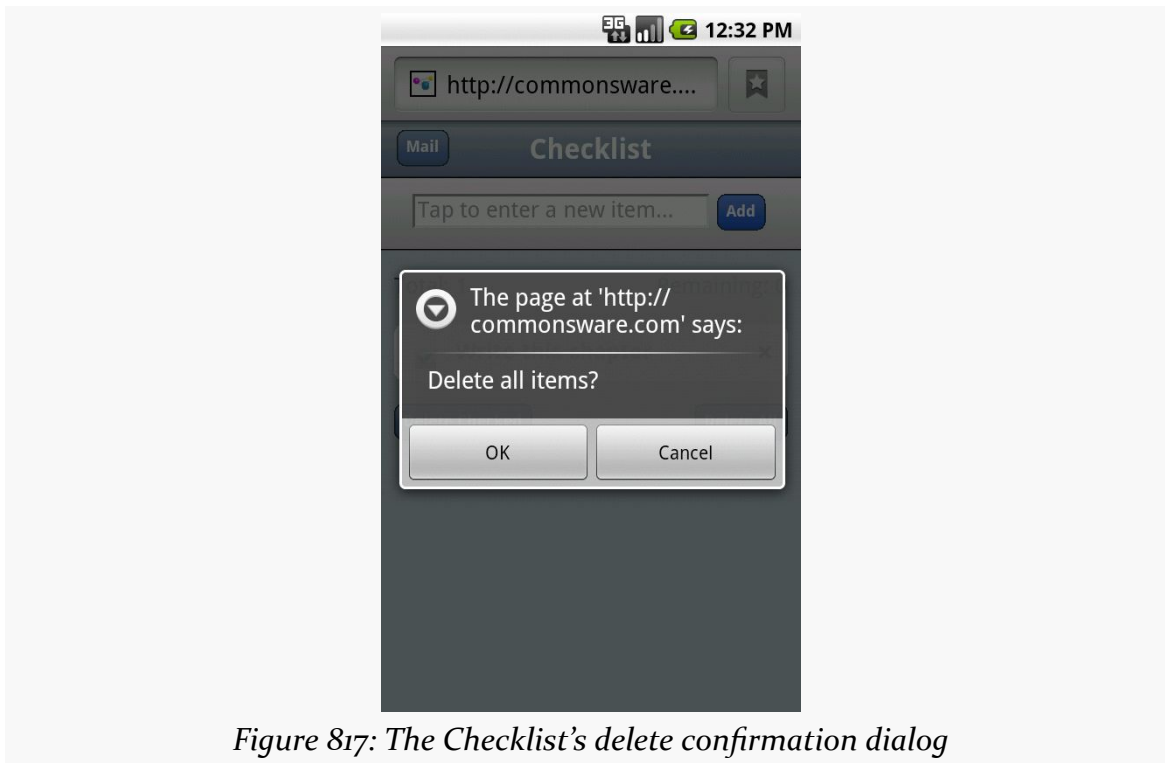 3G 12:32 PM
http://commonsware....
Mail Checklist
Tap to enter a new item... Add
The page at 'http://
commonsware.com' says:
Delete all items?
OK Cancel
Figure 817: The Checklist’s delete confirmation dialog